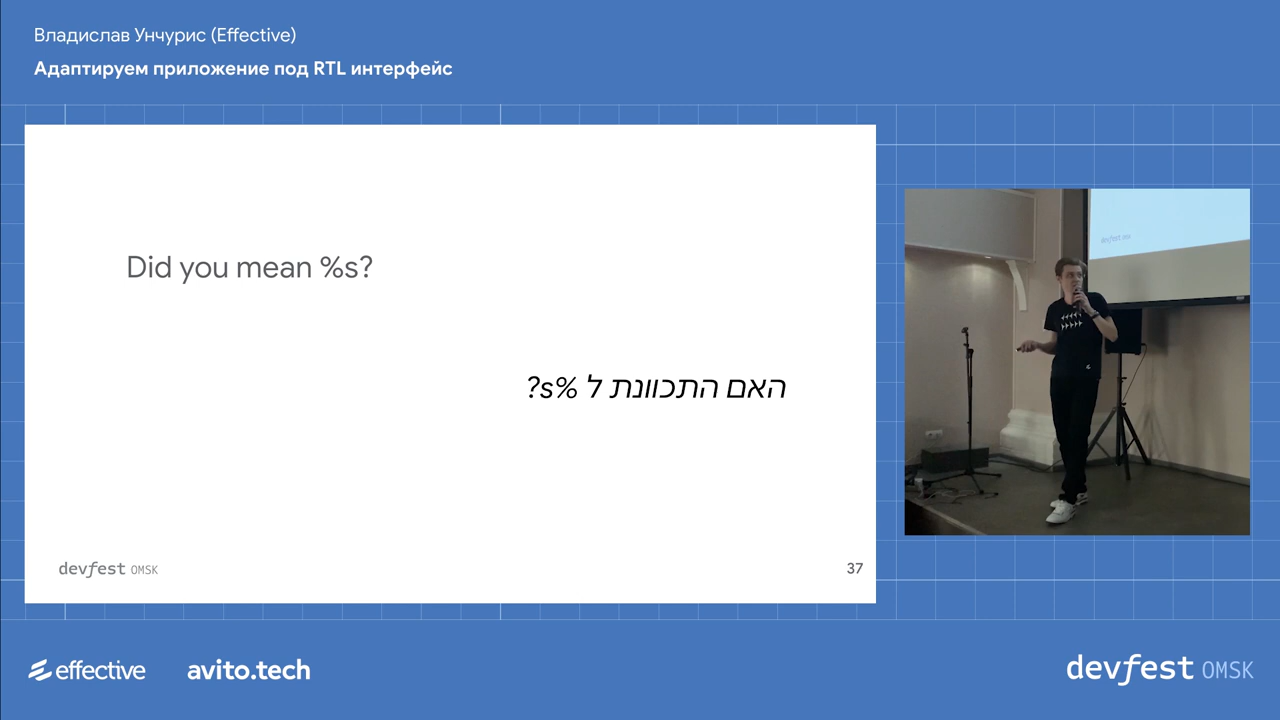 Владислав Унчурис (Effective)
Адаптируем приложение под RTL интерфейс
Did you mean %s?
האם התכוונת ל %s?
devfest OMSK
37
effective
avito.tech
devfest OMSK